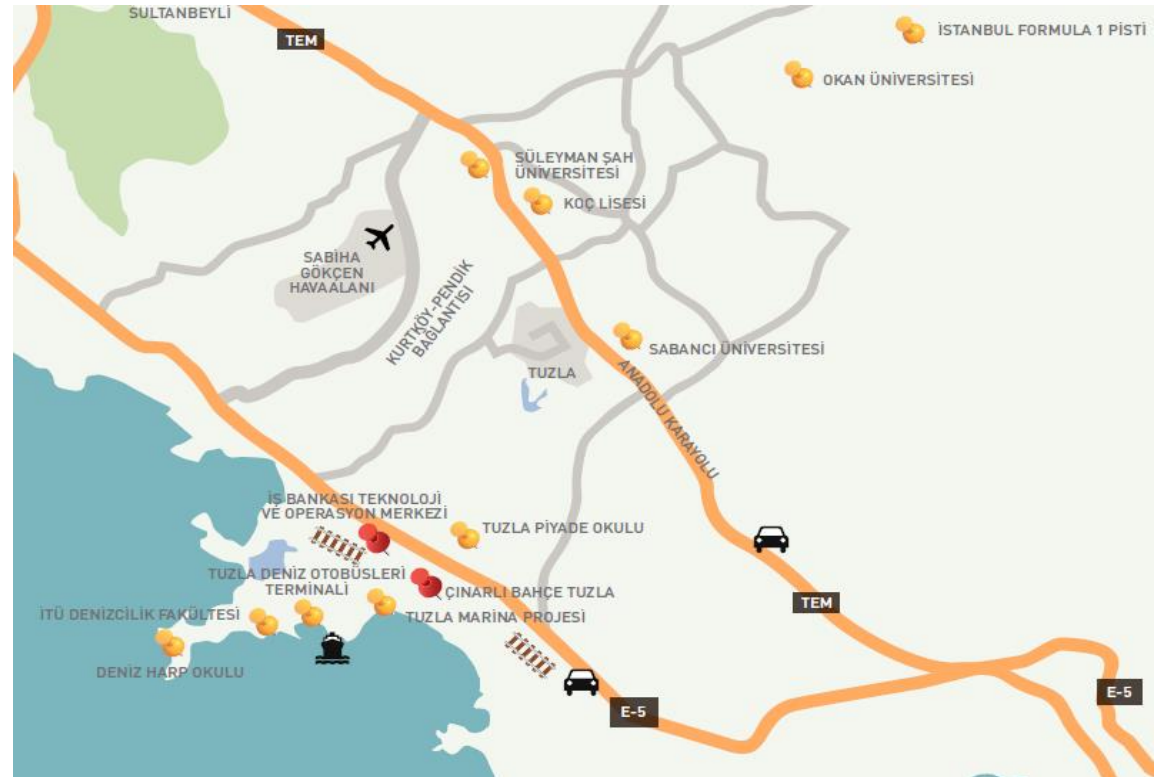 SULTANBEYLİ
TEM
İSTANBUL FORMULA 1 PİSTİ
OKAN ÜNİVERSİTESİ
SÜLEYMAN ŞAH
ÜNİVERSİTESİ
KOÇ LİSESİ
SABİHA
GÖKÇEN
HAVAALANI
KURTKÖY-PENDİK
BAĞLANTISI
SABANCI ÜNİVERSİTESİ
TUZLA
ANADOLU KARAYOLU
İŞ BANKASI TEKNOLOJİ
VE OPERASYON MERKEZİ
TUZLA PİYADE OKULU
TUZLA DENİZ OTOBÜSLERİ
TERMİNALİ
ÇINARLI BAHÇE TUZLA
TEM
İTÜ DENİZCİLİK FAKÜLTESİ
TUZLA MARINA PROJESİ
DENİZ HARP OKULU
E-5
E-5